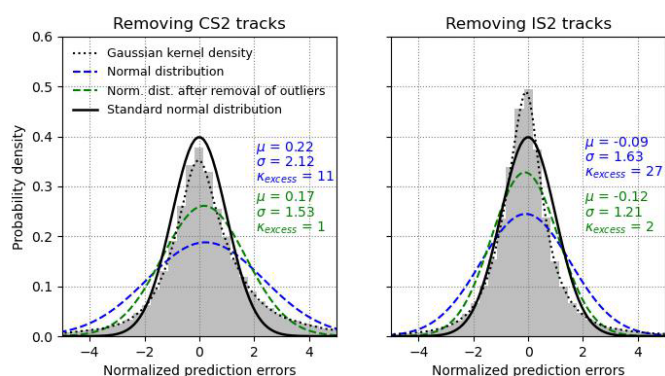 Removing CS2 tracks
Removing IS2 tracks
0.6
0.5
0.4
0.3
0.2
0.1
0.0
Probability density
Gaussian kernel density
Normal distribution
Norm. dist. after removal of outliers
Standard normal distribution
μ = 0.22
σ = 2.12
κexcess = 11
μ = 0.17
σ = 1.53
κexcess = 1
μ = -0.09
σ = 1.63
κexcess = 27
μ = -0.12
σ = 1.21
κexcess = 2
−4 −2 0 2 4
−4 −2 0 2 4
Normalized prediction errors
Normalized prediction errors